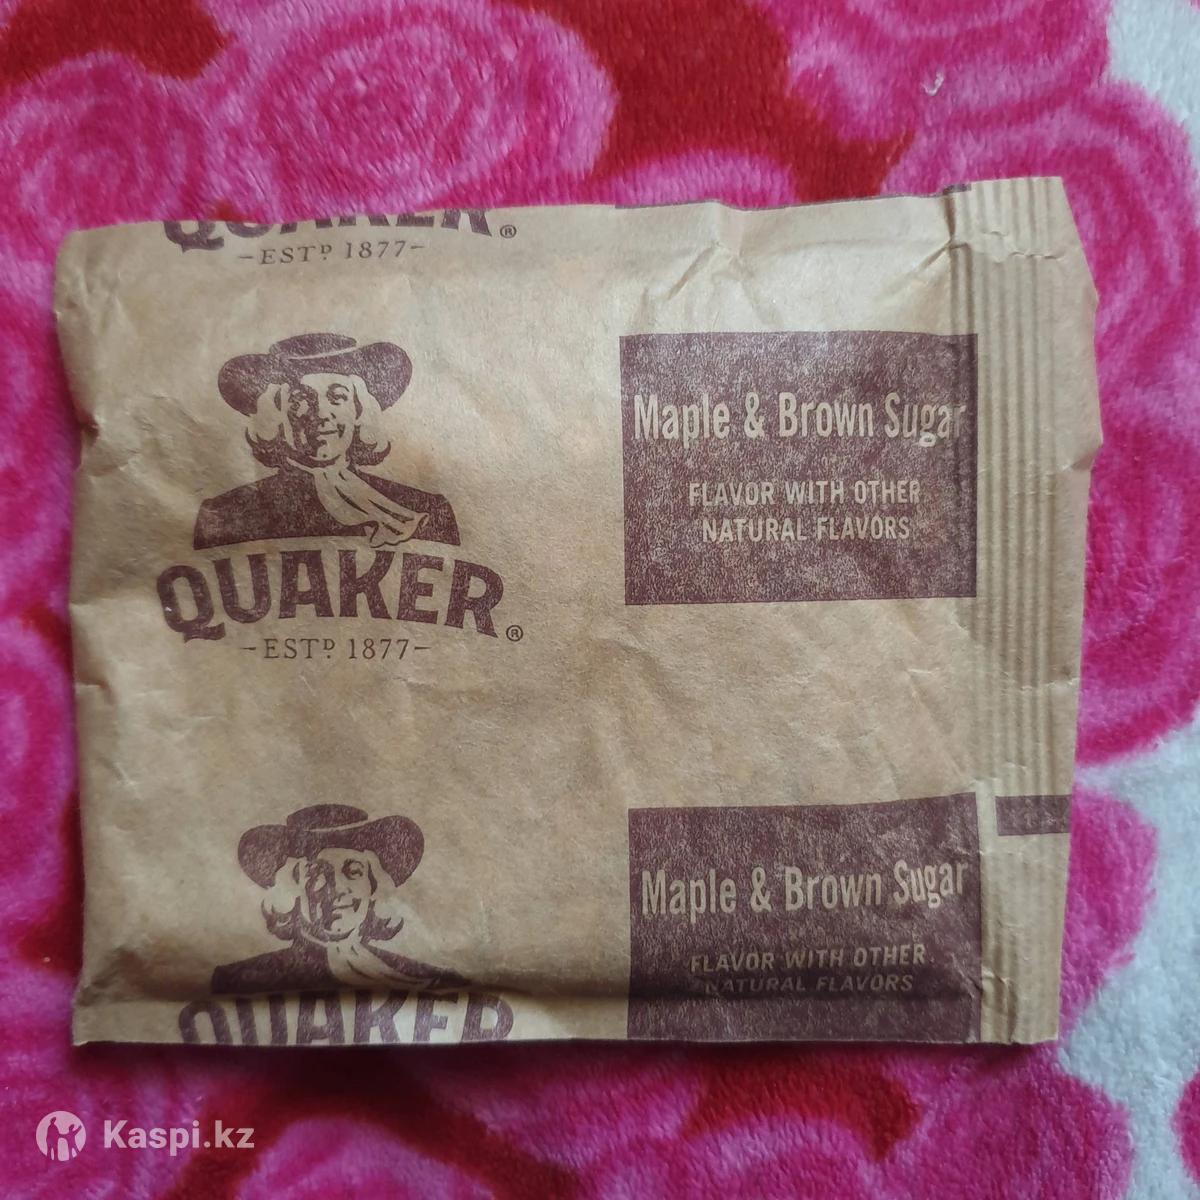 QUAKER®
-ESTD 1877-
Maple & Brown Sugar
FLAVOR WITH OTHER
NATURAL FLAVORS
QUAKER®
-ESTD 1877-
Maple & Brown Sugar
FLAVOR WITH OTHER
NATURAL FLAVORS
QUAKER
Kaspi.kz